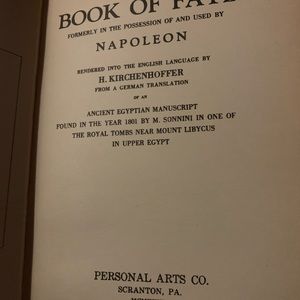 BOOK OF
FORMERLY IN THE POSSESSION OF AND USED BY
NAPOLEON
RENDERED INTO THE ENGLISH LANGUAGE BY
H. KIRCHENHOFFER
FROM A GERMAN TRANSLATION
OF AN
ANCIENT EGYPTIAN MANUSCRIPT
FOUND IN THE YEAR 1801 BY M. SONNINI IN ONE OF
THE ROYAL TOMBS NEAR MOUNT LIBYCUS
IN UPPER EGYPT
PERSONAL ARTS CO.
SCRANTON, PA.